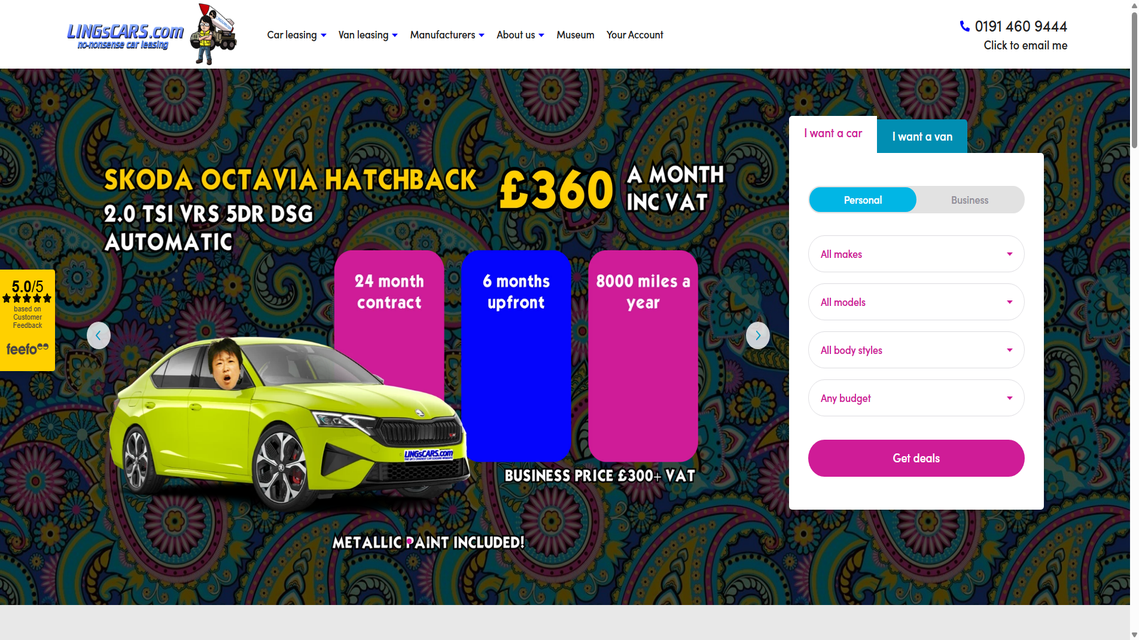 LINGsCARS.com
no-nonsense car leasing
Car leasing
Van leasing
Manufacturers
About us
Museum
Your Account
0191 460 9444
Click to email me
SKODA OCTAVIA HATCHBACK
2.0 TSI VRS 5DR DSG
AUTOMATIC
£360
A MONTH
INC VAT
24 month
contract
6 months
upfront
8000 miles a
year
LINGsCARS.com
BUSINESS PRICE £300+ VAT
METALLIC PAINT INCLUDED!
5.0/5
based on
Customer
Feedback
feefo
I want a car
I want a van
Personal
Business
All makes
All models
All body styles
Any budget
Get deals